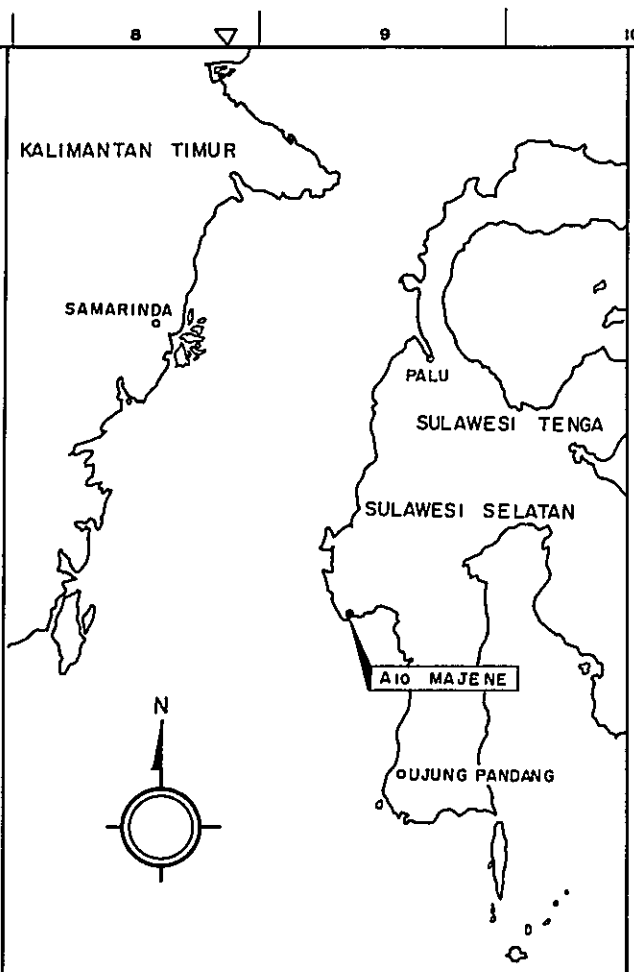 8
9
10
KALIMANTAN TIMUR
SAMARINDA
PALU
SULAWESI TENGA
SULAWESI SELATAN
A10 MAJENE
N
UJUNG PANDANG